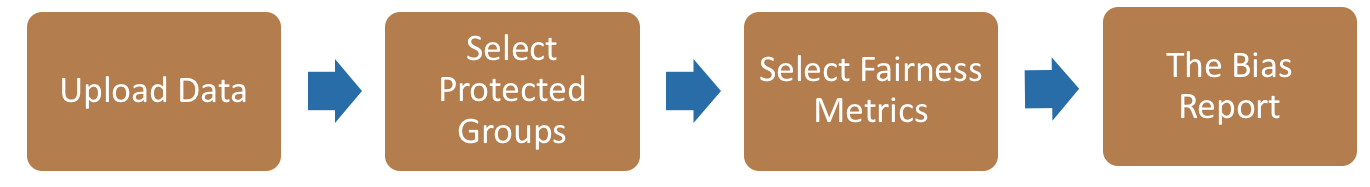 Upload Data
Select
Protected
Groups
Select Fairness
Metrics
The Bias
Report